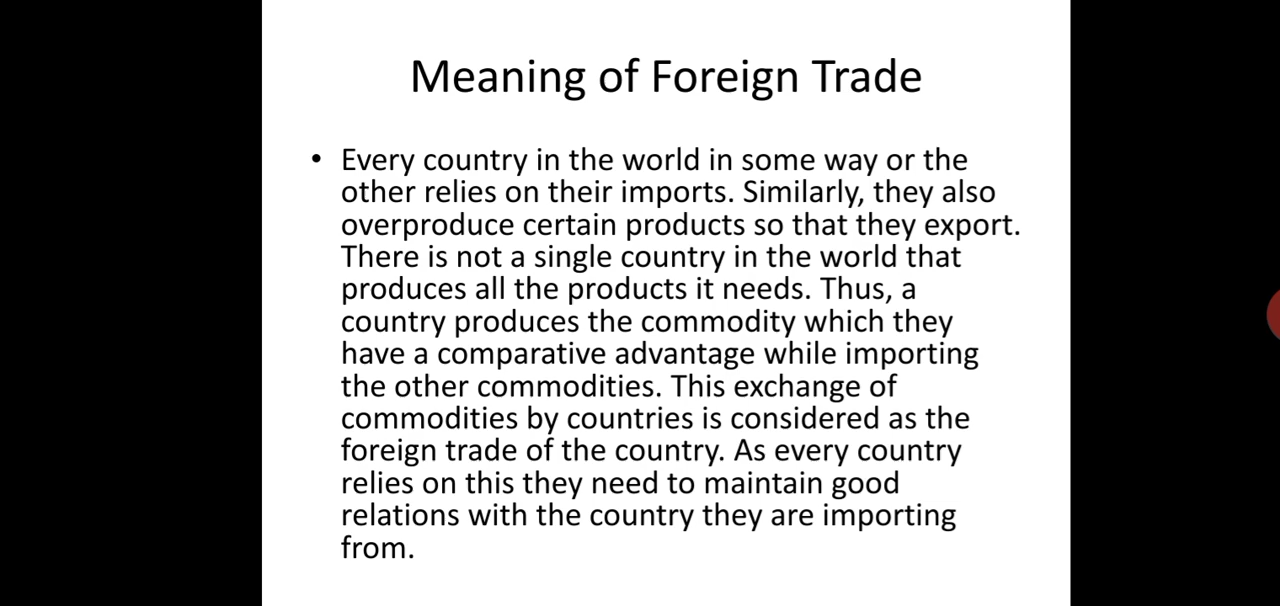 Meaning of Foreign Trade
• Every country in the world in some way or the
other relies on their imports. Similarly, they also
overproduce certain products so that they export.
There is not a single country in the world that
produces all the products it needs. Thus, a
country produces the commodity which they
have a comparative advantage while importing
the other commodities. This exchange of
commodities by countries is considered as the
foreign trade of the country. As every country
relies on this they need to maintain good
relations with the country they are importing
from.